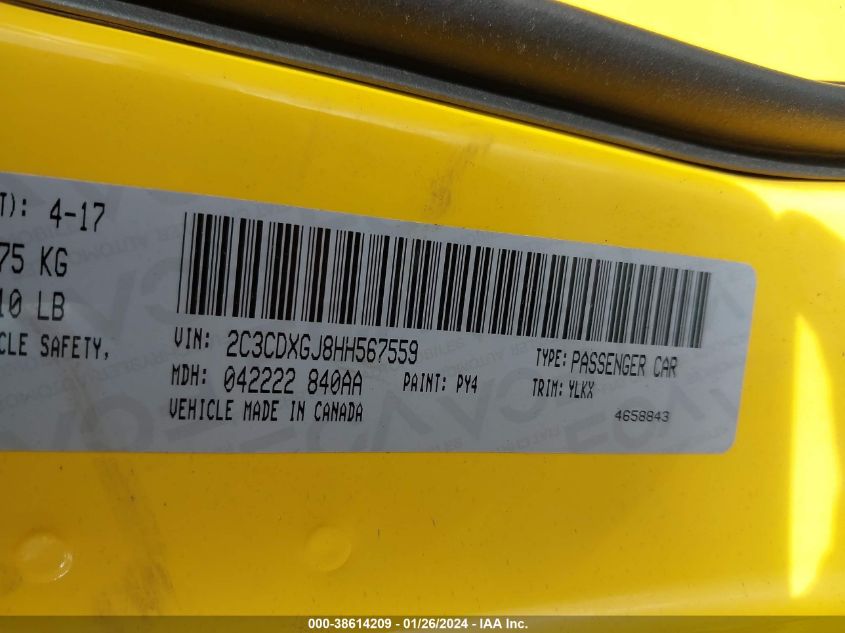 T): 4-17
75 KG
10 LB
CLE SAFETY,
VIN: 2C3CDXGJ8HH567559
TYPE: PASSENGER CAR
MDH: 042222 840AA
PAINT: PY4
TRIM: YLKX
VEHICLE MADE IN CANADA
4658843
000-38614209 - 01/26/2024 - IAA Inc.